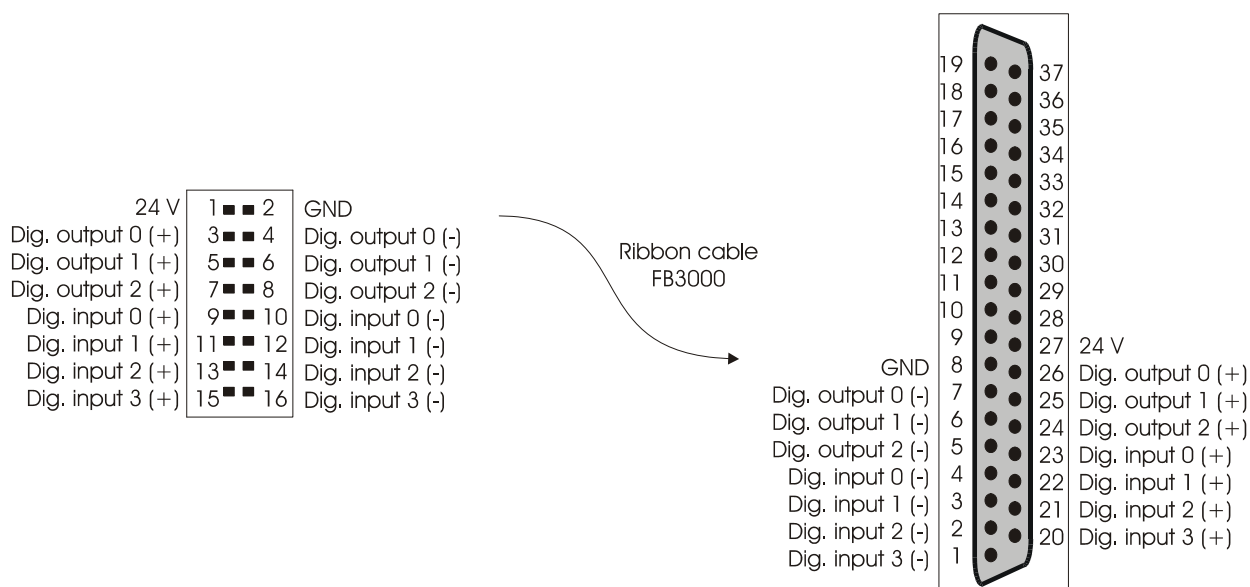 24 V 1 2 GND
Dig. output 0 (+) 3 4 Dig. output 0 (-)
Dig. output 1 (+) 5 6 Dig. output 1 (-)
Dig. output 2 (+) 7 8 Dig. output 2 (-)
Dig. input 0 (+) 9 10 Dig. input 0 (-)
Dig. input 1 (+) 11 12 Dig. input 1 (-)
Dig. input 2 (+) 13 14 Dig. input 2 (-)
Dig. input 3 (+) 15 16 Dig. input 3 (-)
Ribbon cable
FB3000
19 37
18 36
17 35
16 34
15 33
14 32
13 31
12 30
11 29
10 28
9 27 24 V
GND 8 26 Dig. output 0 (+)
Dig. output 0 (-) 7 25 Dig. output 1 (+)
Dig. output 1 (-) 6 24 Dig. output 2 (+)
Dig. output 2 (-) 5 23 Dig. input 0 (+)
Dig. input 0 (-) 4 22 Dig. input 1 (+)
Dig. input 1 (-) 3 21 Dig. input 2 (+)
Dig. input 2 (-) 2 20 Dig. input 3 (+)
Dig. input 3 (-) 1